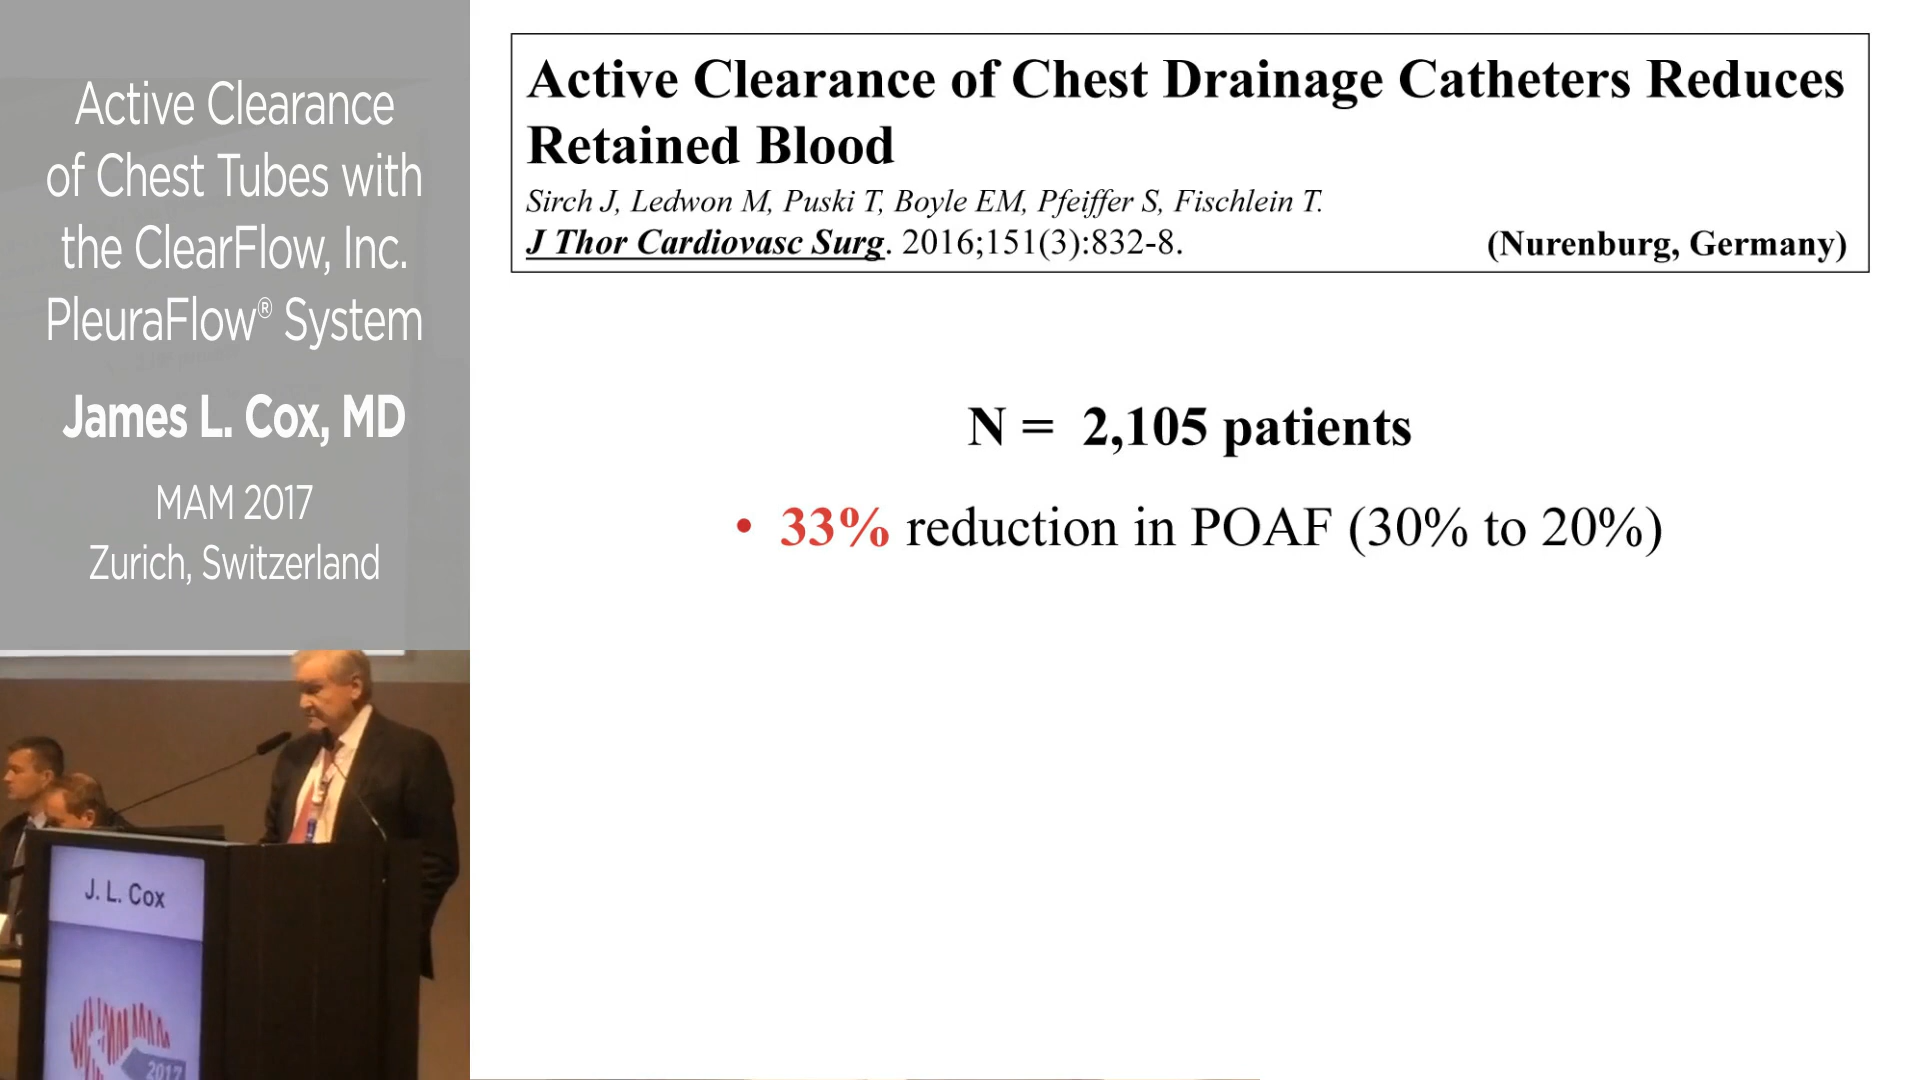 Active Clearance
of Chest Tubes with
the ClearFlow, Inc.
PleuraFlow® System
James L. Cox, MD
MAM 2017
Zurich, Switzerland
J. L. Cox
2017
Active Clearance of Chest Drainage Catheters Reduces
Retained Blood
Sirch J, Ledwon M, Puski T, Boyle EM, Pfeiffer S, Fischlein T.
J Thor Cardiovasc Surg. 2016;151(3):832-8. (Nurenburg, Germany)
N = 2,105 patients
• 33% reduction in POAF (30% to 20%)